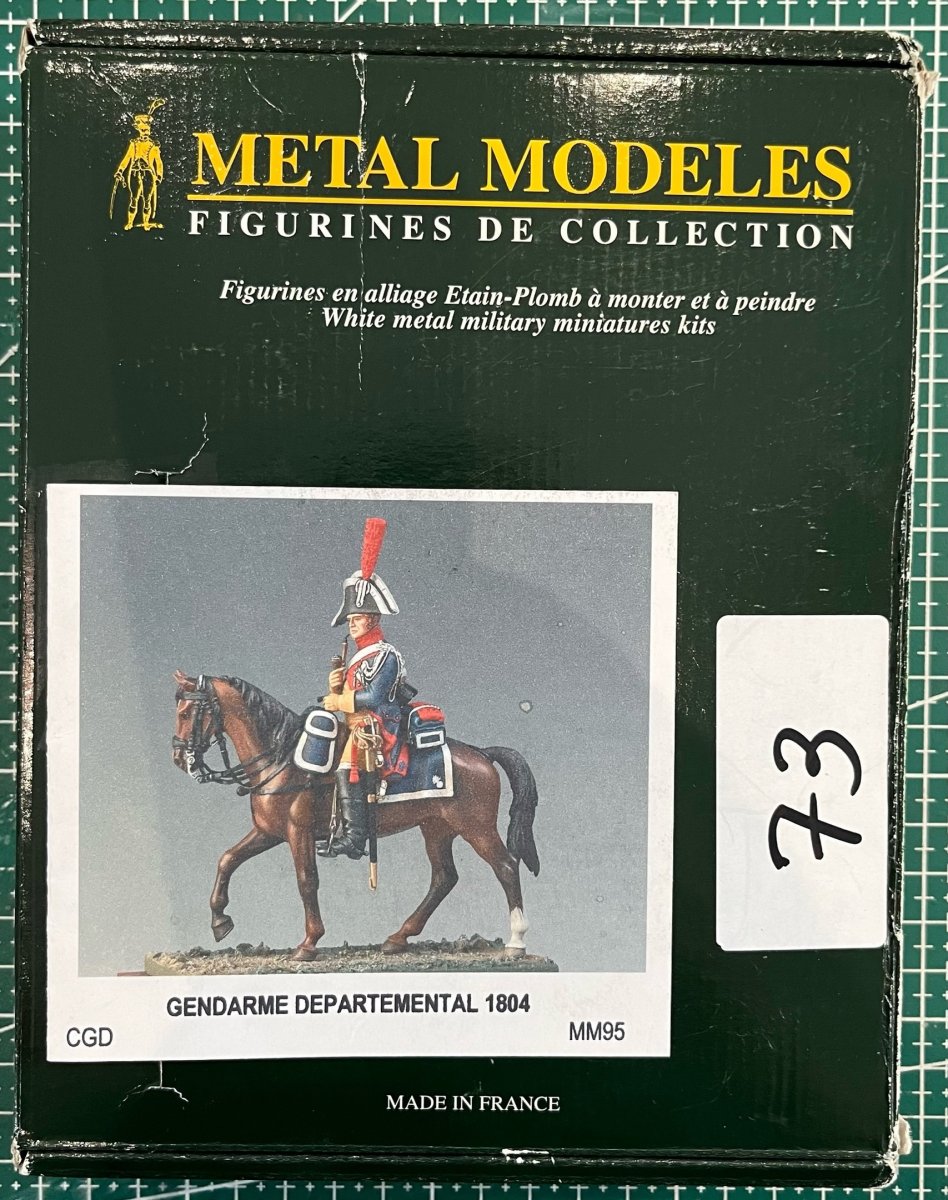 METAL MODELES
FIGURINES DE COLLECTION
Figurines en alliage Etain-Plomb à monter et à peindre
White metal military miniatures kits
73
GENDARME DEPARTEMENTAL 1804
CGD
MM95
MADE IN FRANCE